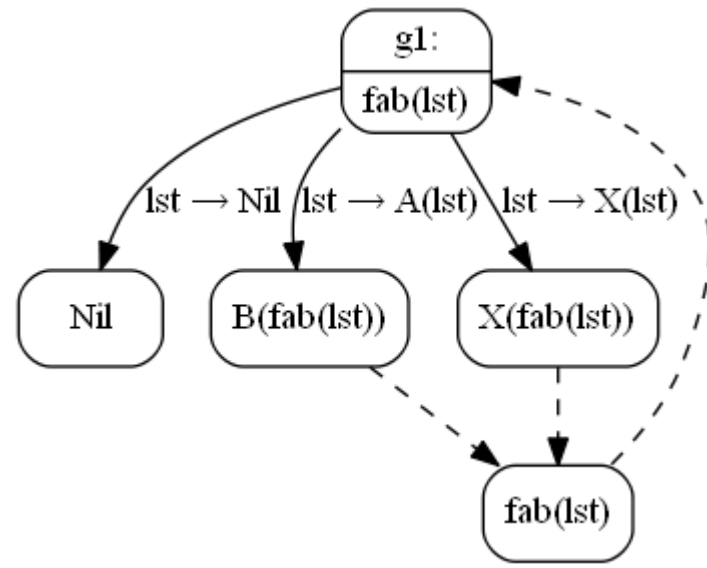 g1:
fab(lst)
lst → Nil
lst → A(lst)
lst → X(lst)
Nil
B(fab(lst))
X(fab(lst))
fab(lst)